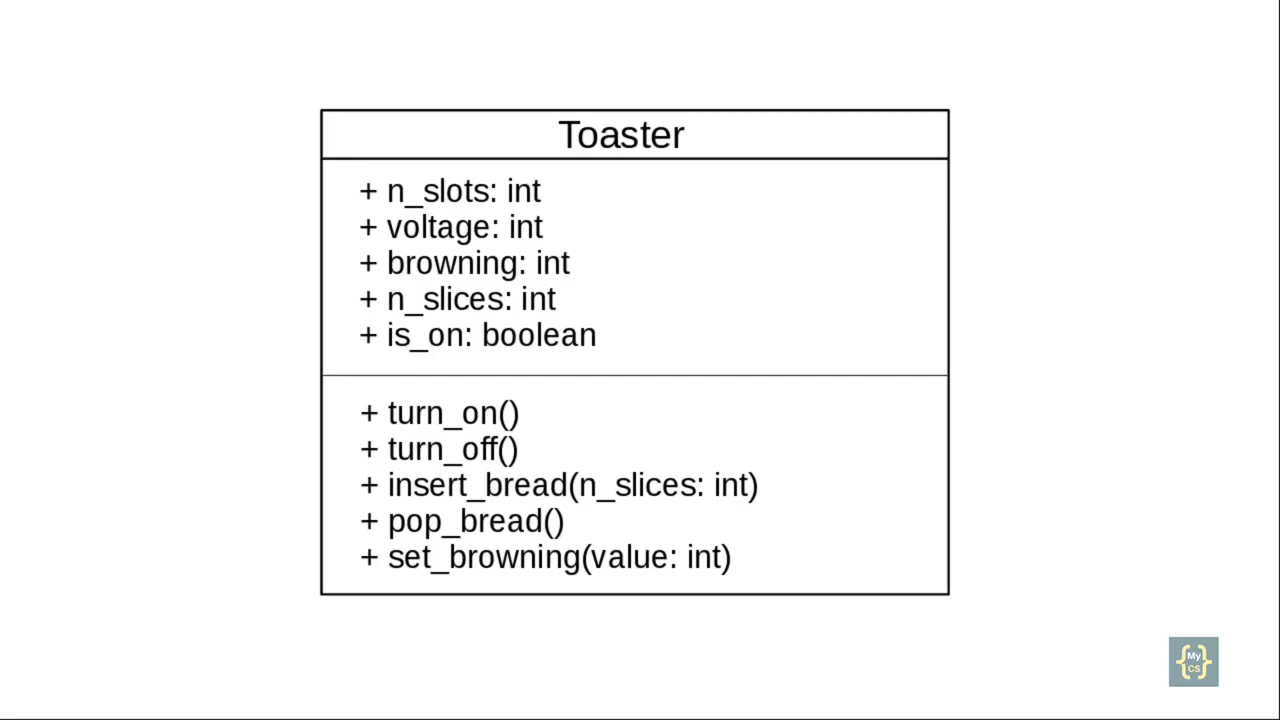 Toaster
+ n_slots: int
+ voltage: int
+ browning: int
+ n_slices: int
+ is_on: boolean
+ turn_on()
+ turn_off()
+ insert_bread(n_slices: int)
+ pop_bread()
+ set_browning(value: int)
{My
CS}